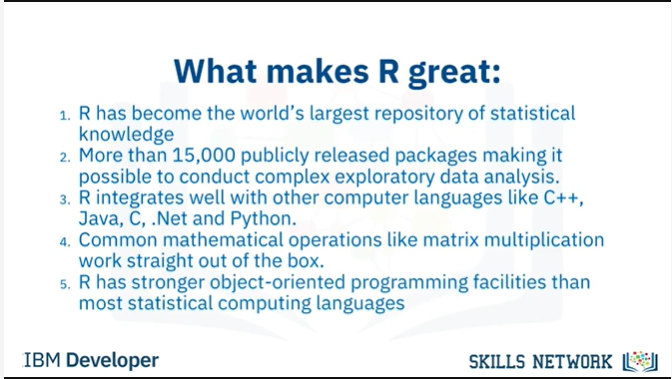 What makes R great:
1. R has become the world's largest repository of statistical
knowledge
2. More than 15,000 publicly released packages making it
possible to conduct complex exploratory data analysis.
3. R integrates well with other computer languages like C++,
Java, C, .Net and Python.
4. Common mathematical operations like matrix multiplication
work straight out of the box.
5. R has stronger object-oriented programming facilities than
most statistical computing languages
IBM Developer
SKILLS NETWORK